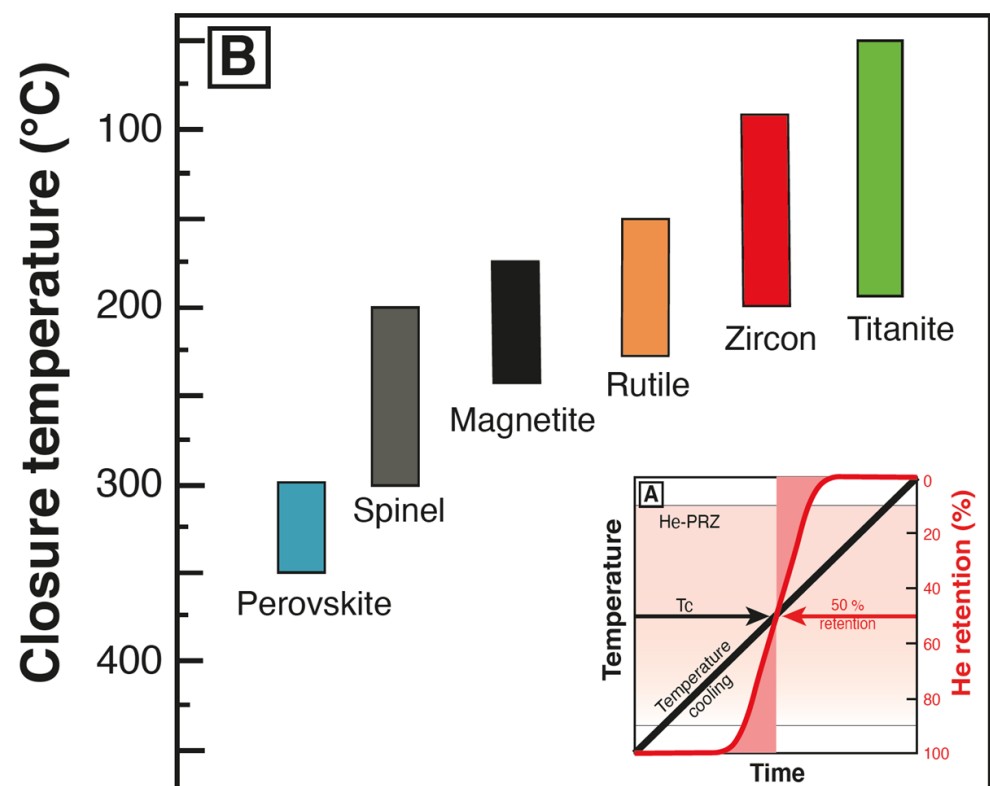 B
Closure temperature (°C)
100
200
300
400
Titanite
Zircon
Rutile
Magnetite
Spinel
Perovskite
A
He-PRZ
Tc
50 %
retention
Temperature
cooling
Temperature
Time
He retention (%)
0
20
40
60
80
100